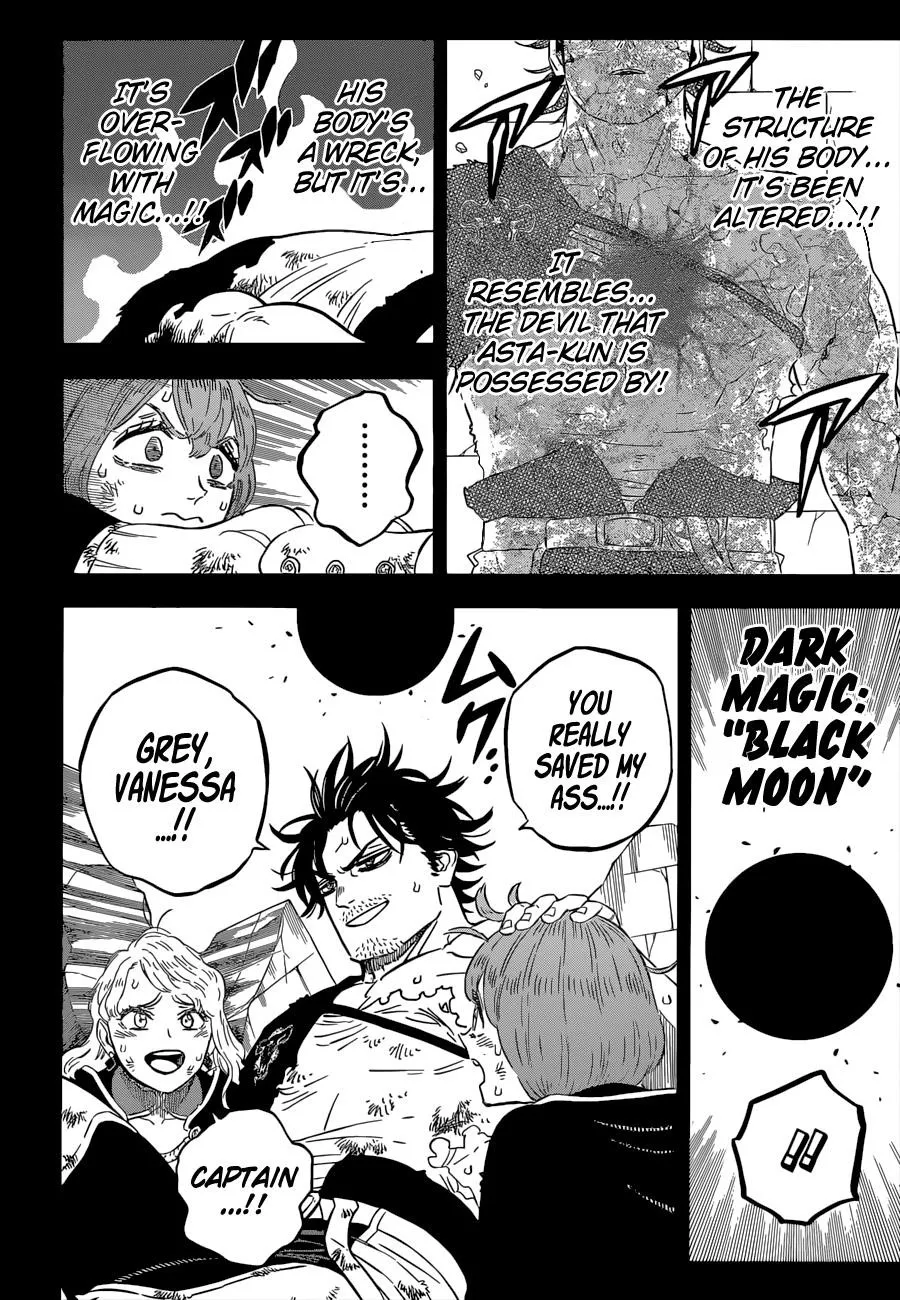 THE
STRUCTURE
OF HIS BODY...
IT'S BEEN
ALTERED...!!
IT
RESEMBLES...
THE DEVIL THAT
ASTA-KUN IS
POSSESSED BY!
HIS
BODY'S
A WRECK,
BUT IT'S...
IT'S
OVER-
FLOWING
WITH
MAGIC...!!
........
DARK
MAGIC:
"BLACK
MOON"
!!
YOU
REALLY
SAVED MY
ASS...!!
ムク"
GREY,
VANESSA
...!!
CAPTAIN
...!!